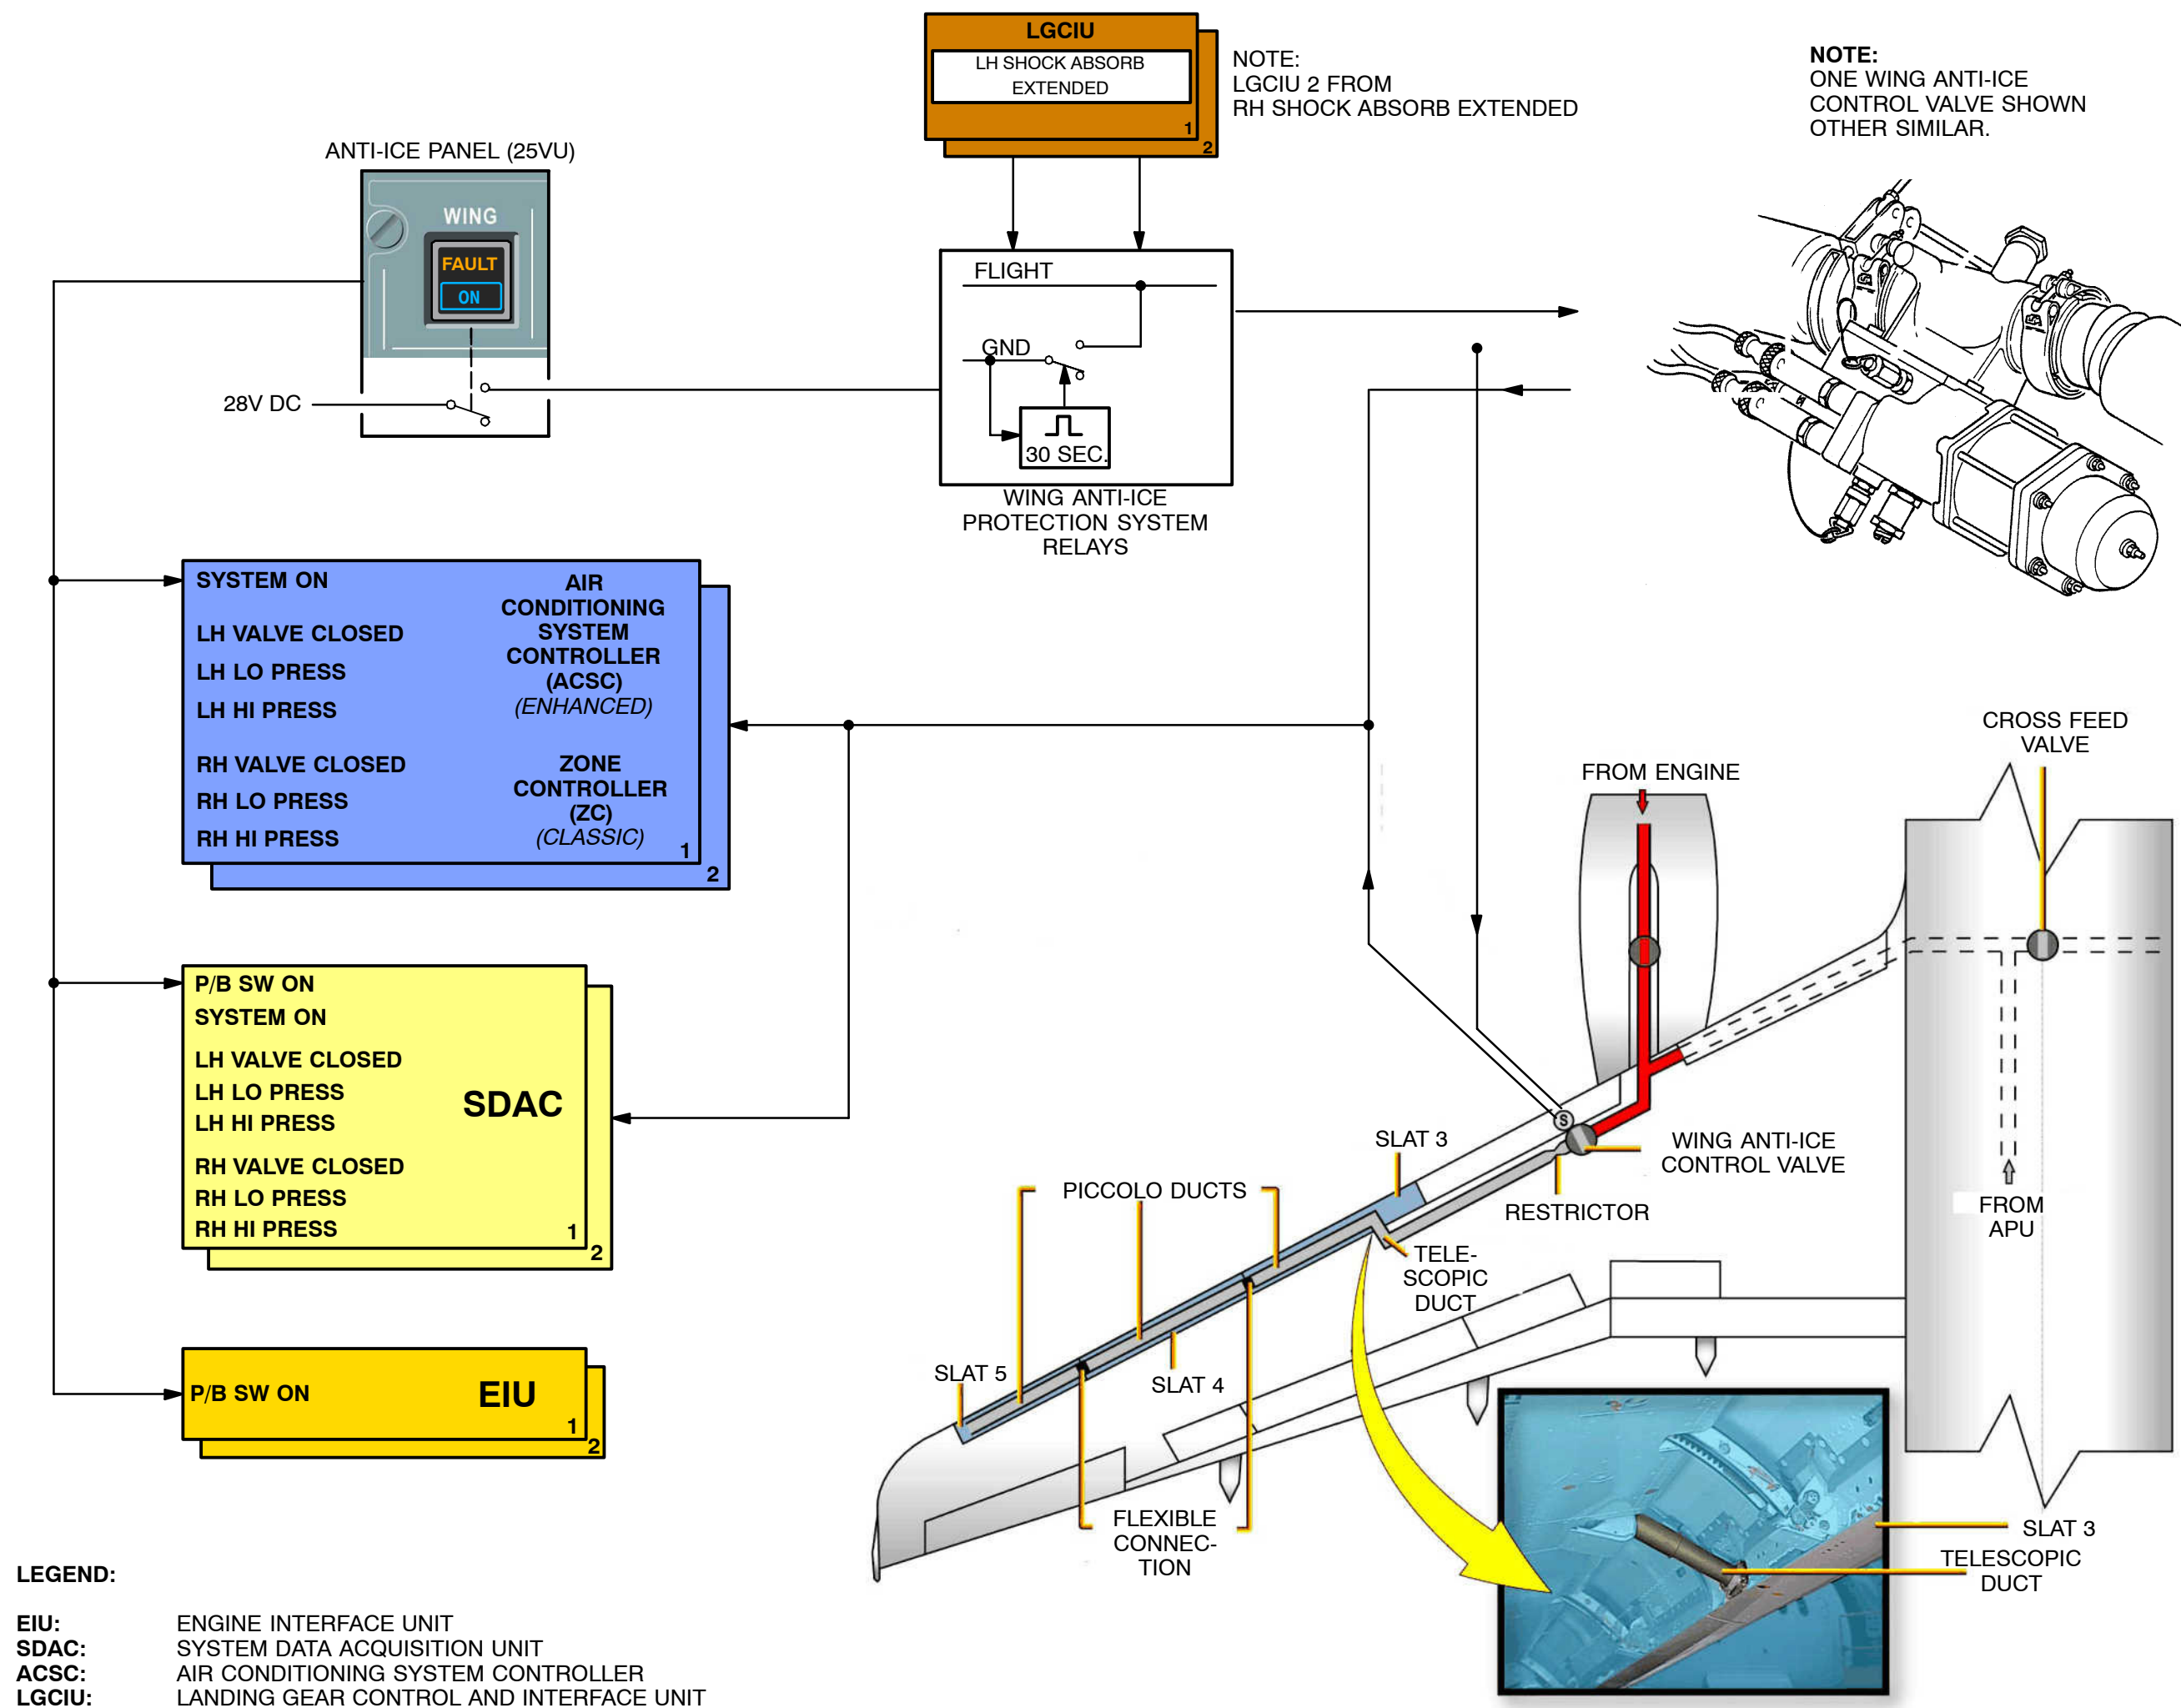 LGCIU
LH SHOCK ABSORB
EXTENDED
1
2
NOTE:
LGCIU 2 FROM
RH SHOCK ABSORB EXTENDED
NOTE:
ONE WING ANTI-ICE
CONTROL VALVE SHOWN
OTHER SIMILAR.
ANTI-ICE PANEL (25VU)
WING
FAULT
ON
28V DC
FLIGHT
GND
30 SEC.
WING ANTI-ICE
PROTECTION SYSTEM
RELAYS
SYSTEM ON
LH VALVE CLOSED
LH LO PRESS
LH HI PRESS
RH VALVE CLOSED
RH LO PRESS
RH HI PRESS
AIR
CONDITIONING
SYSTEM
CONTROLLER
(ACSC)
(ENHANCED)
ZONE
CONTROLLER
(ZC)
(CLASSIC)
1
2
P/B SW ON
SYSTEM ON
LH VALVE CLOSED
LH LO PRESS
LH HI PRESS
RH VALVE CLOSED
RH LO PRESS
RH HI PRESS
SDAC
1
2
P/B SW ON
EIU
1
2
CROSS FEED
VALVE
FROM ENGINE
S
WING ANTI-ICE
CONTROL VALVE
SLAT 3
RESTRICTOR
PICCOLO DUCTS
TELE-
SCOPIC
DUCT
FROM
APU
SLAT 5
SLAT 4
FLEXIBLE
CONNEC-
TION
SLAT 3
TELESCOPIC
DUCT
LEGEND:
EIU: ENGINE INTERFACE UNIT
SDAC: SYSTEM DATA ACQUISITION UNIT
ACSC: AIR CONDITIONING SYSTEM CONTROLLER
LGCIU: LANDING GEAR CONTROL AND INTERFACE UNIT